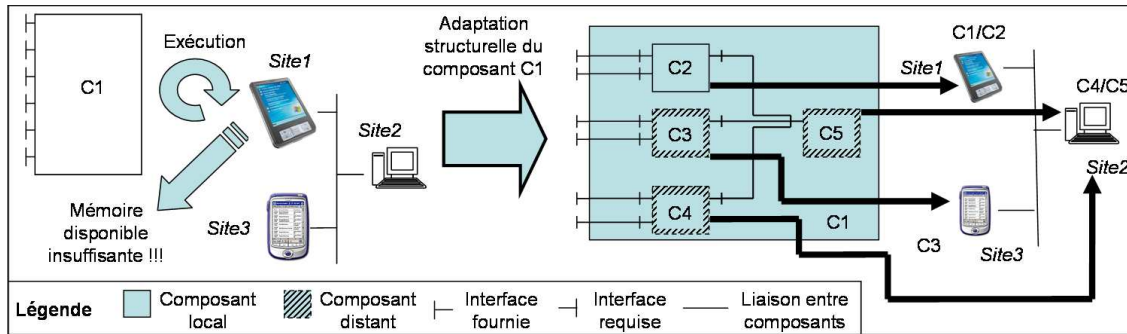 C1
Exécution
Site1
Site2
Site3
Mémoire
disponible
insuffisante !!!
Adaptation
structurelle du
composant C1
C2
C3
C4
C5
C1
Site1
C1/C2
C4/C5
Site2
C3
Site3
Légende
Composant
local
Composant
distant
Interface
fournie
Interface
requise
Liaison entre
composants